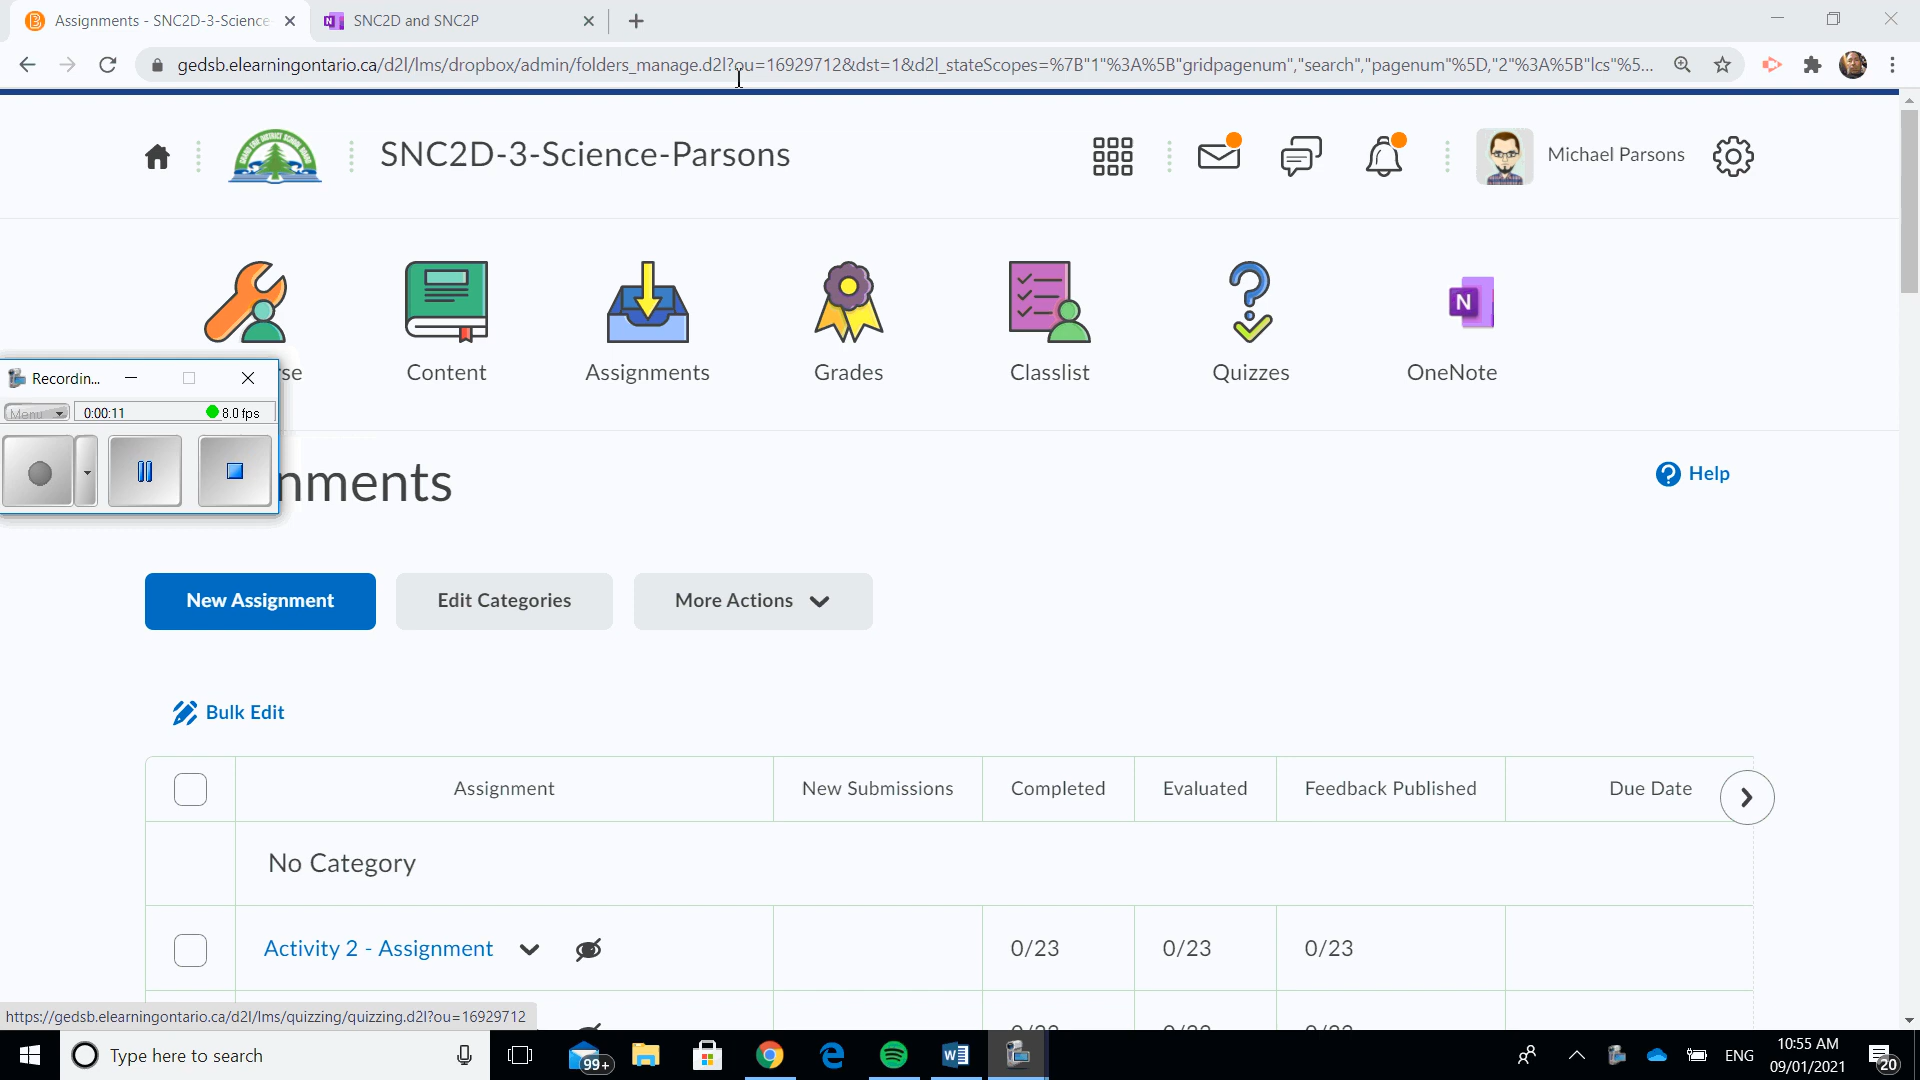 Assignments - SNC2D-3-Science-
SNC2D and SNC2P
gedsb.elearningontario.ca/d2l/lms/dropbox/admin/folders_manage.d2l?ou=16929712&dst=1&d2l_stateScopes=%7B"1"%3A%5B"gridpagenum","search","pagenum"%5D,"2"%3A%5B"lcs"%5...
SNC2D-3-Science-Parsons
Michael Parsons
se
Content
Assignments
Grades
Classlist
Quizzes
OneNote
Recordin...
Menu
0:00:11
8.0 fps
nments
Help
New Assignment
Edit Categories
More Actions
Bulk Edit
Assignment
New Submissions
Completed
Evaluated
Feedback Published
Due Date
No Category
Activity 2 - Assignment
0/23
0/23
0/23
https://gedsb.elearningontario.ca/d2l/lms/quizzing/quizzing.d2l?ou=16929712
Type here to search
99+
ENG
10:55 AM
09/01/2021
20